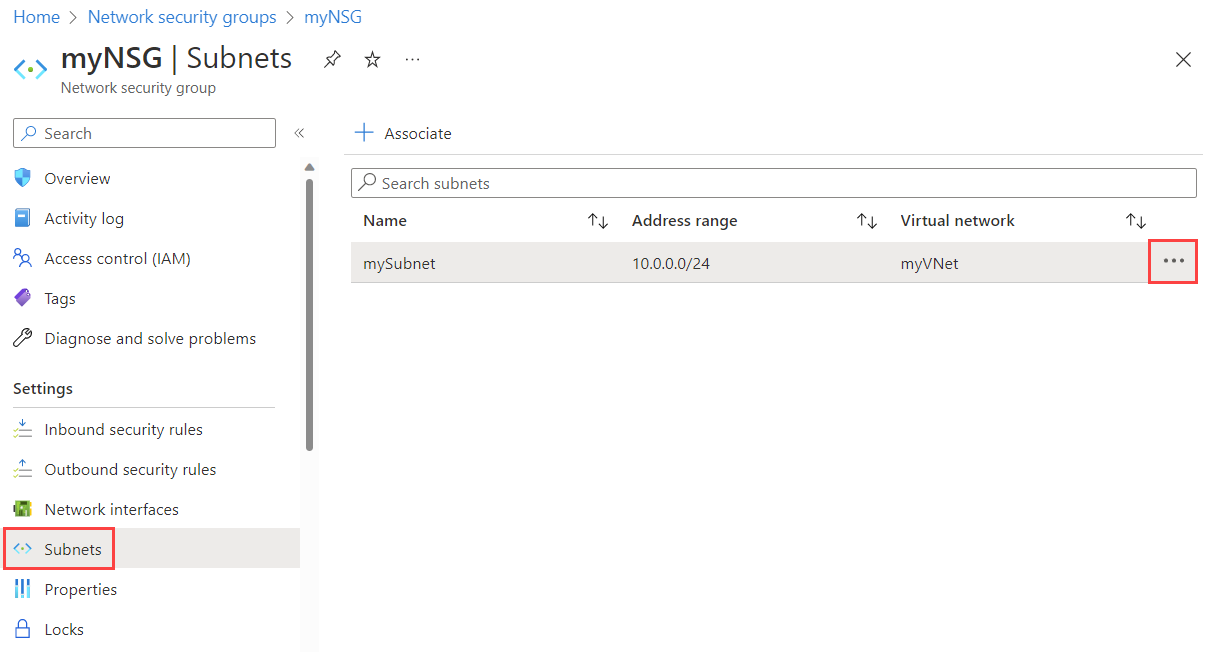 Home > Network security groups > myNSG
myNSG | Subnets
Network security group
Search
Overview
Activity log
Access control (IAM)
Tags
Diagnose and solve problems
Settings
Inbound security rules
Outbound security rules
Network interfaces
Subnets
Properties
Locks
Associate
Search subnets
Name Address range Virtual network
mySubnet 10.0.0.0/24 myVNet